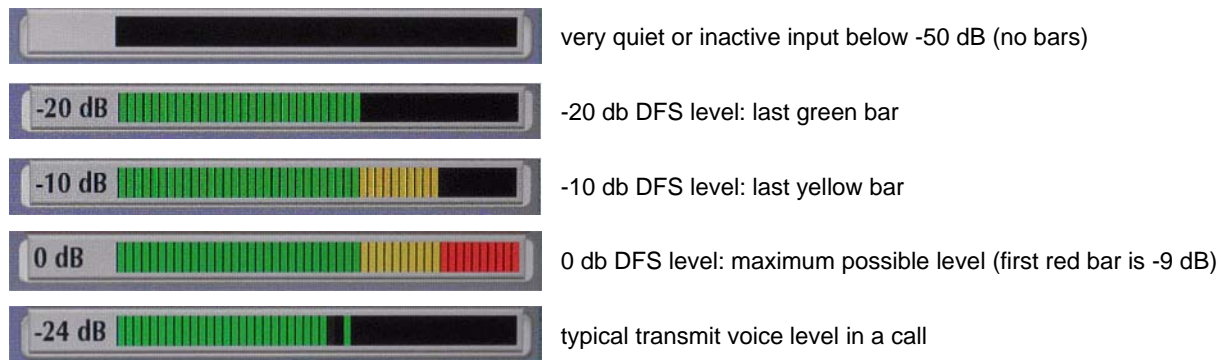 very quiet or inactive input below -50 dB (no bars)
-20 dB -20 db DFS level: last green bar
-10 dB -10 db DFS level: last yellow bar
0 dB 0 db DFS level: maximum possible level (first red bar is -9 dB)
-24 dB typical transmit voice level in a call